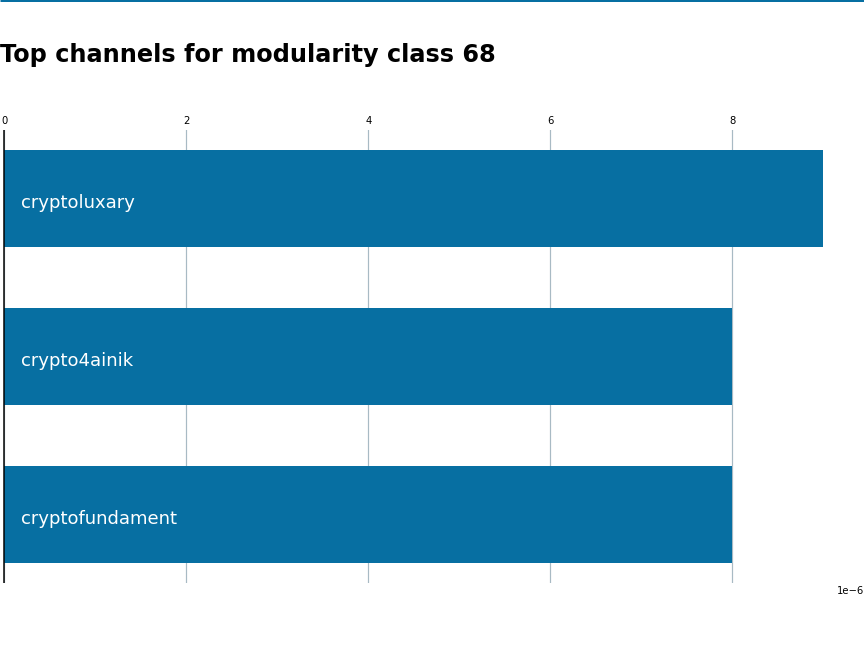 Top channels for modularity class 68
0 2 4 6 8
cryptoluxary
crypto4ainik
cryptofundament
1e−6